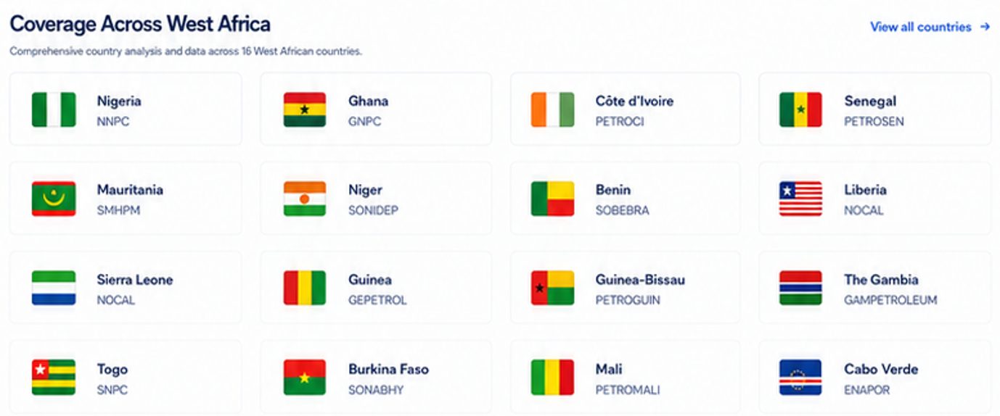 Coverage Across West Africa
View all countries →
Comprehensive country analysis and data across 16 West African countries.
Nigeria
NNPC
Ghana
GNPC
Côte d'Ivoire
PETROCI
Senegal
PETROSEN
Mauritania
SMHPM
Niger
SONIDEP
Benin
SOBEBRA
Liberia
NOCAL
Sierra Leone
NOCAL
Guinea
GEPETROL
Guinea-Bissau
PETROGUIN
The Gambia
GAMPETROLEUM
Togo
SNPC
Burkina Faso
SONABHY
Mali
PETROMALI
Cabo Verde
ENAPOR